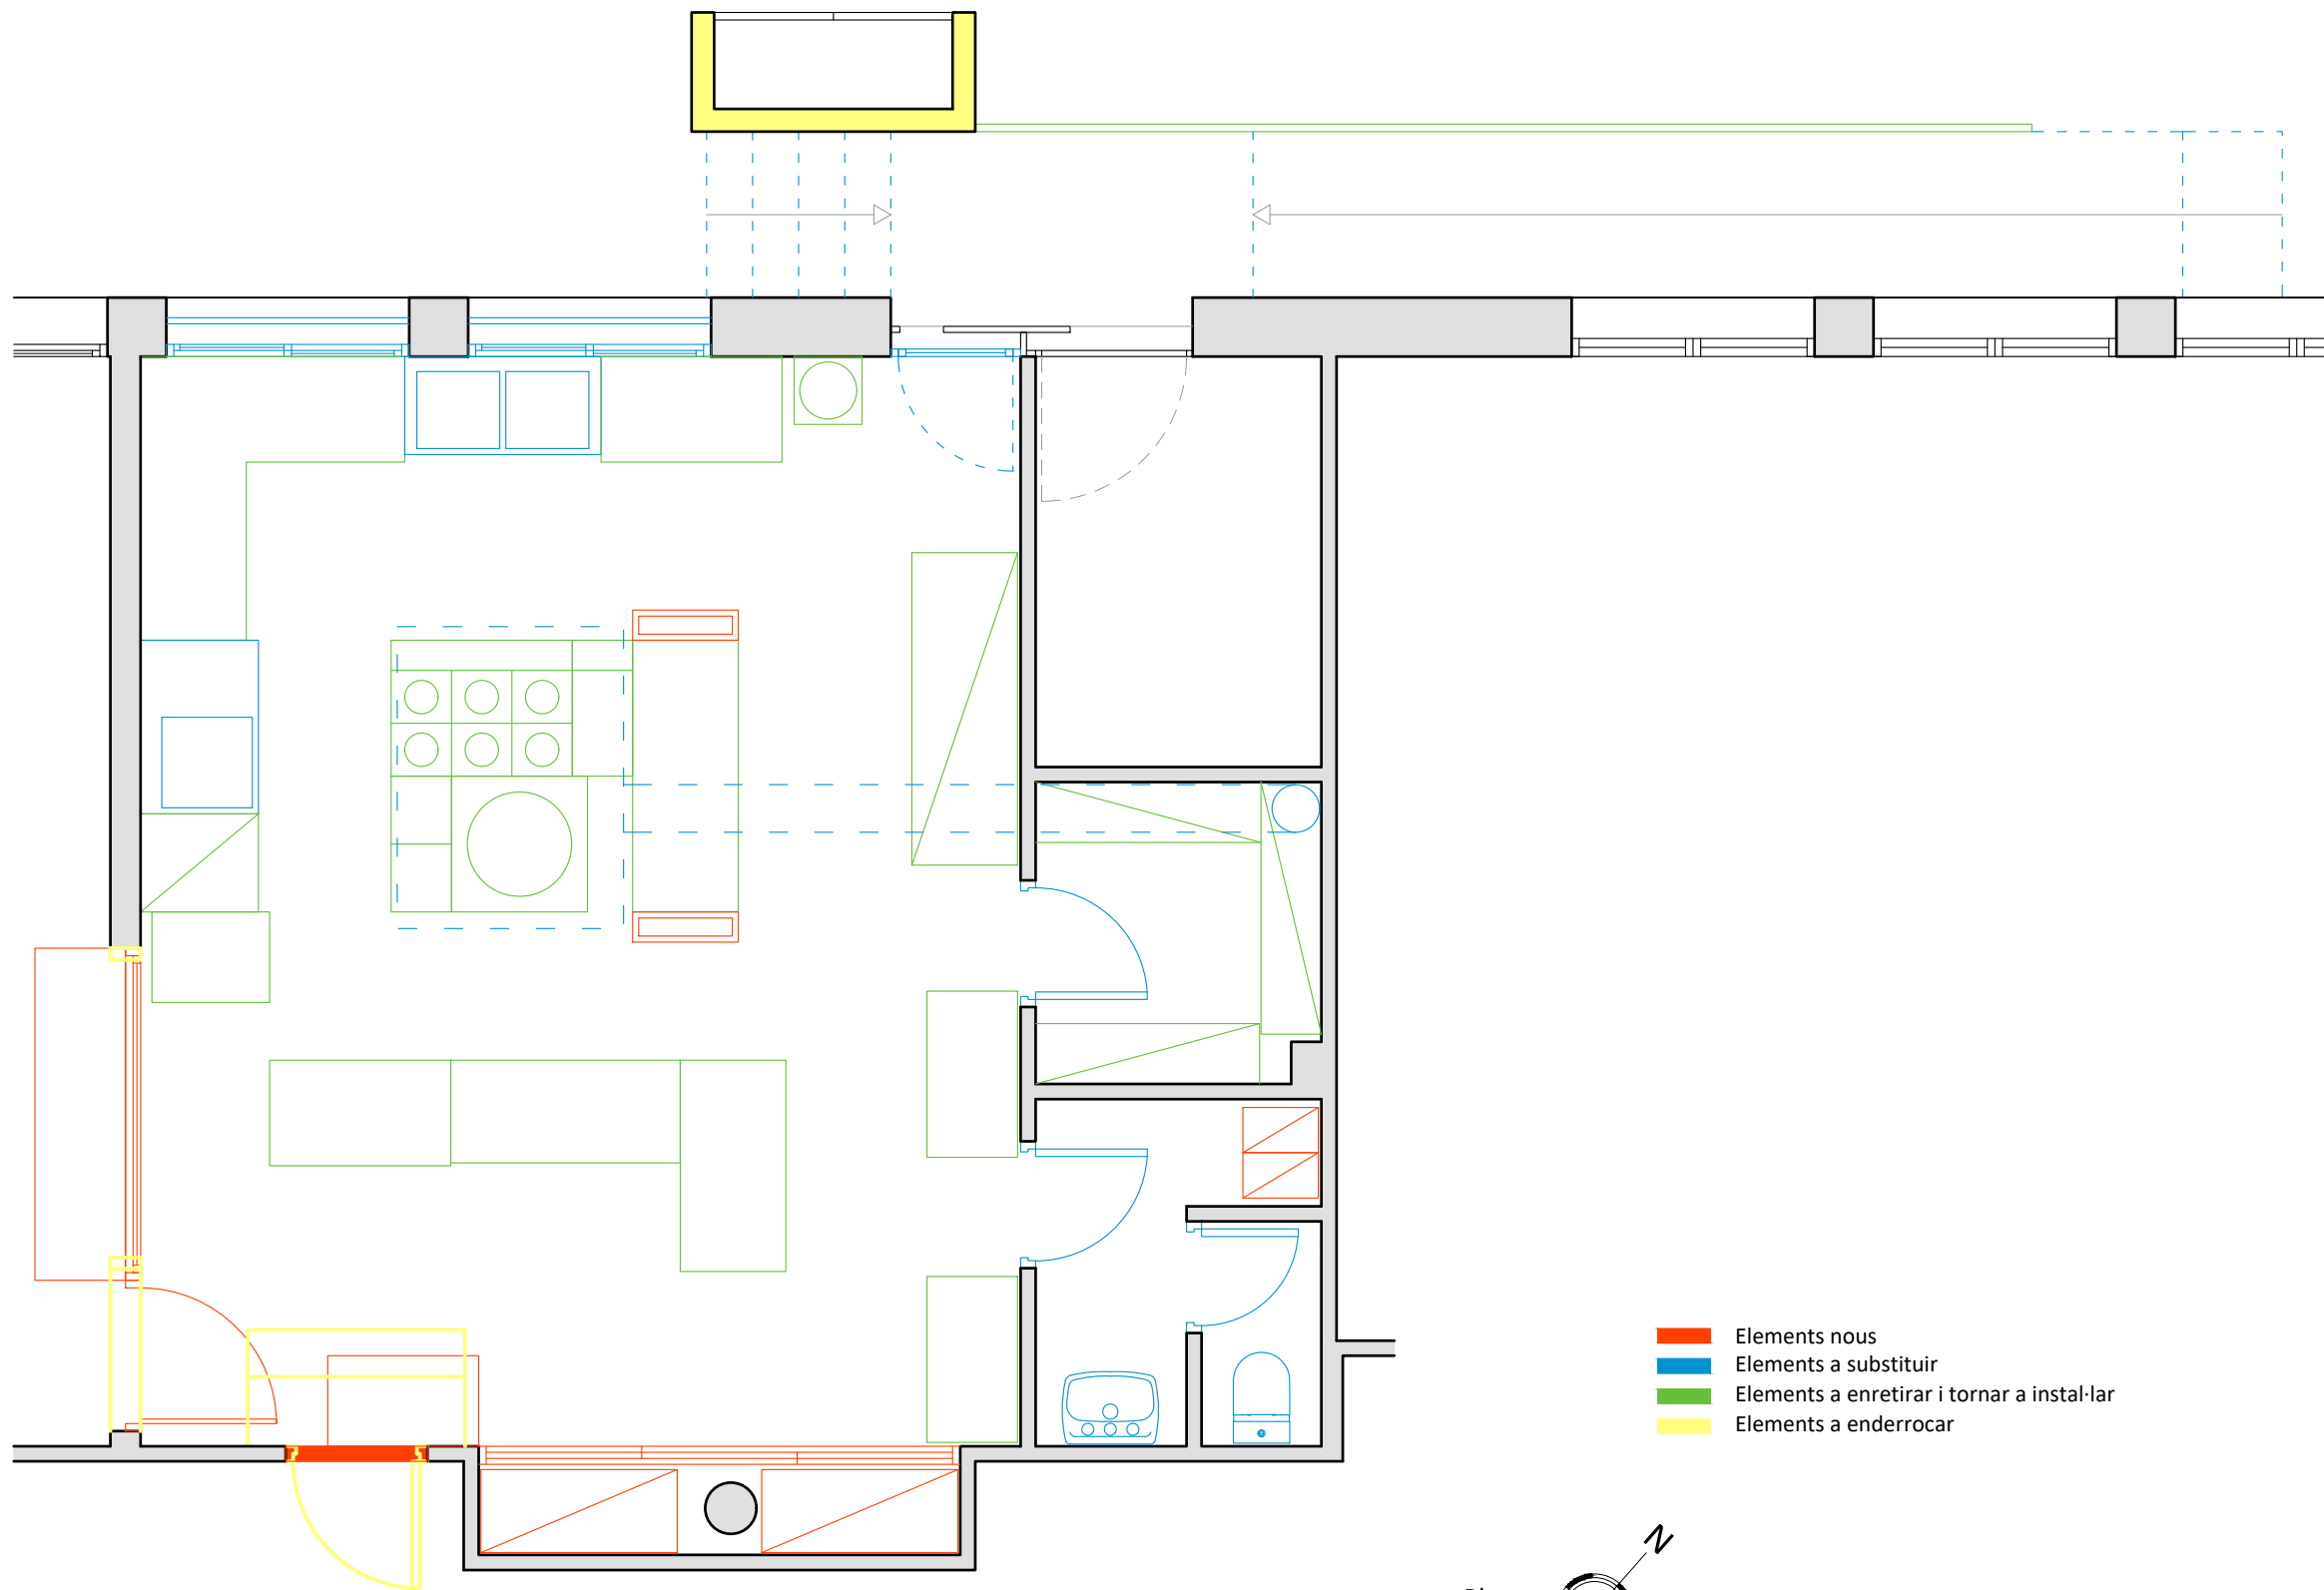 Elements nous
Elements a substituir
Elements a enretirar i tornar a instal·lar
Elements a enderrocar
N